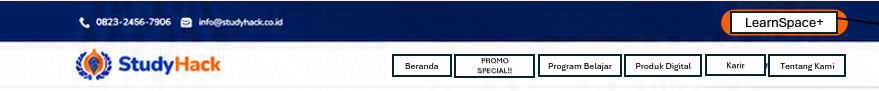 0823-2456-7906 info@studyhack.co.id LearnSpace+
StudyHack Beranda PROMO SPECIAL!! Program Belajar Produk Digital Karir Tentang Kami